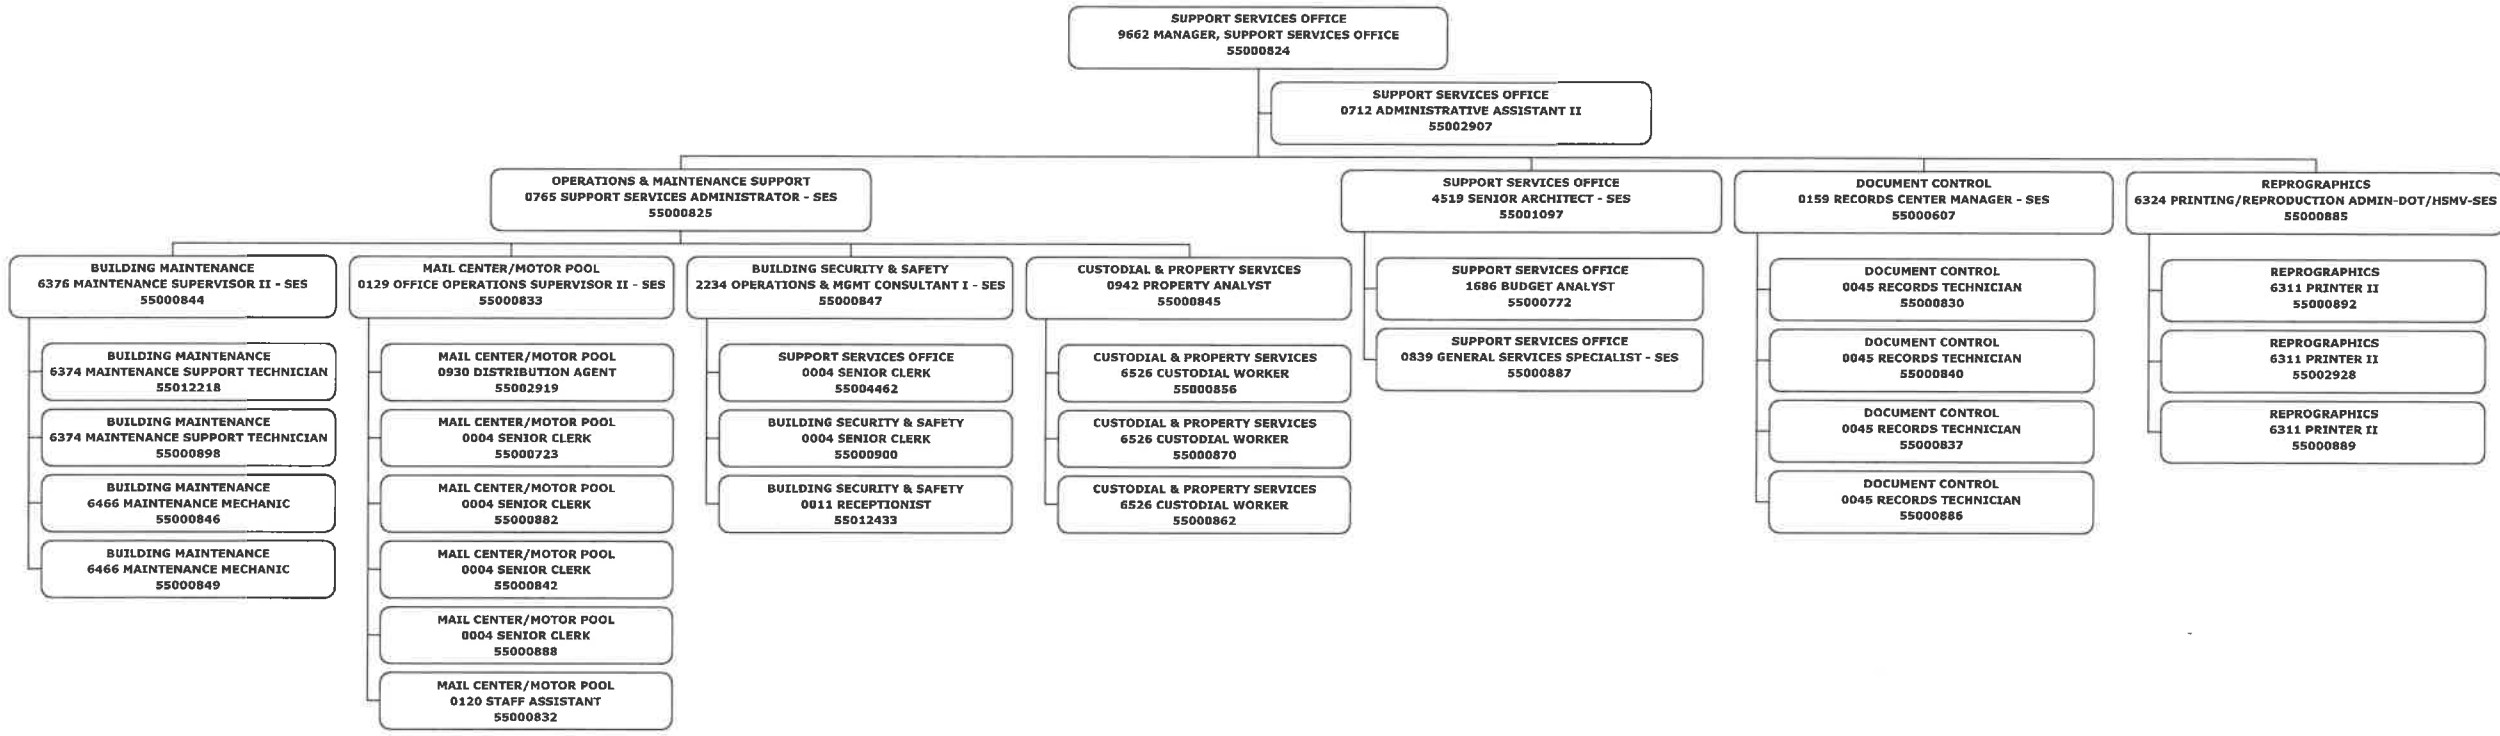 SUPPORT SERVICES OFFICE
9662 MANAGER, SUPPORT SERVICES OFFICE
55000824
SUPPORT SERVICES OFFICE
0712 ADMINISTRATIVE ASSISTANT II
55002907
OPERATIONS & MAINTENANCE SUPPORT
0765 SUPPORT SERVICES ADMINISTRATOR - SES
55000825
SUPPORT SERVICES OFFICE
4519 SENIOR ARCHITECT - SES
55001097
DOCUMENT CONTROL
0159 RECORDS CENTER MANAGER - SES
55000607
REPROGRAPHICS
6324 PRINTING/REPRODUCTION ADMIN-DOT/HSMV-SES
55000885
BUILDING MAINTENANCE
6376 MAINTENANCE SUPERVISOR II - SES
55000844
MAIL CENTER/MOTOR POOL
0129 OFFICE OPERATIONS SUPERVISOR II - SES
55000833
BUILDING SECURITY & SAFETY
2234 OPERATIONS & MGMT CONSULTANT I - SES
55000847
CUSTODIAL & PROPERTY SERVICES
0942 PROPERTY ANALYST
55000845
BUILDING MAINTENANCE
6374 MAINTENANCE SUPPORT TECHNICIAN
55012218
BUILDING MAINTENANCE
6374 MAINTENANCE SUPPORT TECHNICIAN
55000898
BUILDING MAINTENANCE
6466 MAINTENANCE MECHANIC
55000846
BUILDING MAINTENANCE
6466 MAINTENANCE MECHANIC
55000849
MAIL CENTER/MOTOR POOL
0930 DISTRIBUTION AGENT
55002919
MAIL CENTER/MOTOR POOL
0004 SENIOR CLERK
55000723
MAIL CENTER/MOTOR POOL
0004 SENIOR CLERK
55000882
MAIL CENTER/MOTOR POOL
0004 SENIOR CLERK
55000842
MAIL CENTER/MOTOR POOL
0004 SENIOR CLERK
55000888
MAIL CENTER/MOTOR POOL
0120 STAFF ASSISTANT
55000832
SUPPORT SERVICES OFFICE
0004 SENIOR CLERK
55004462
BUILDING SECURITY & SAFETY
0004 SENIOR CLERK
55000900
BUILDING SECURITY & SAFETY
0011 RECEPTIONIST
55012433
CUSTODIAL & PROPERTY SERVICES
6526 CUSTODIAL WORKER
55000856
CUSTODIAL & PROPERTY SERVICES
6526 CUSTODIAL WORKER
55000870
CUSTODIAL & PROPERTY SERVICES
6526 CUSTODIAL WORKER
55000862
SUPPORT SERVICES OFFICE
1686 BUDGET ANALYST
55000772
SUPPORT SERVICES OFFICE
0839 GENERAL SERVICES SPECIALIST - SES
55000887
DOCUMENT CONTROL
0045 RECORDS TECHNICIAN
55000830
DOCUMENT CONTROL
0045 RECORDS TECHNICIAN
55000840
DOCUMENT CONTROL
0045 RECORDS TECHNICIAN
55000837
DOCUMENT CONTROL
0045 RECORDS TECHNICIAN
55000886
REPROGRAPHICS
6311 PRINTER II
55000892
REPROGRAPHICS
6311 PRINTER II
55002928
REPROGRAPHICS
6311 PRINTER II
55000889